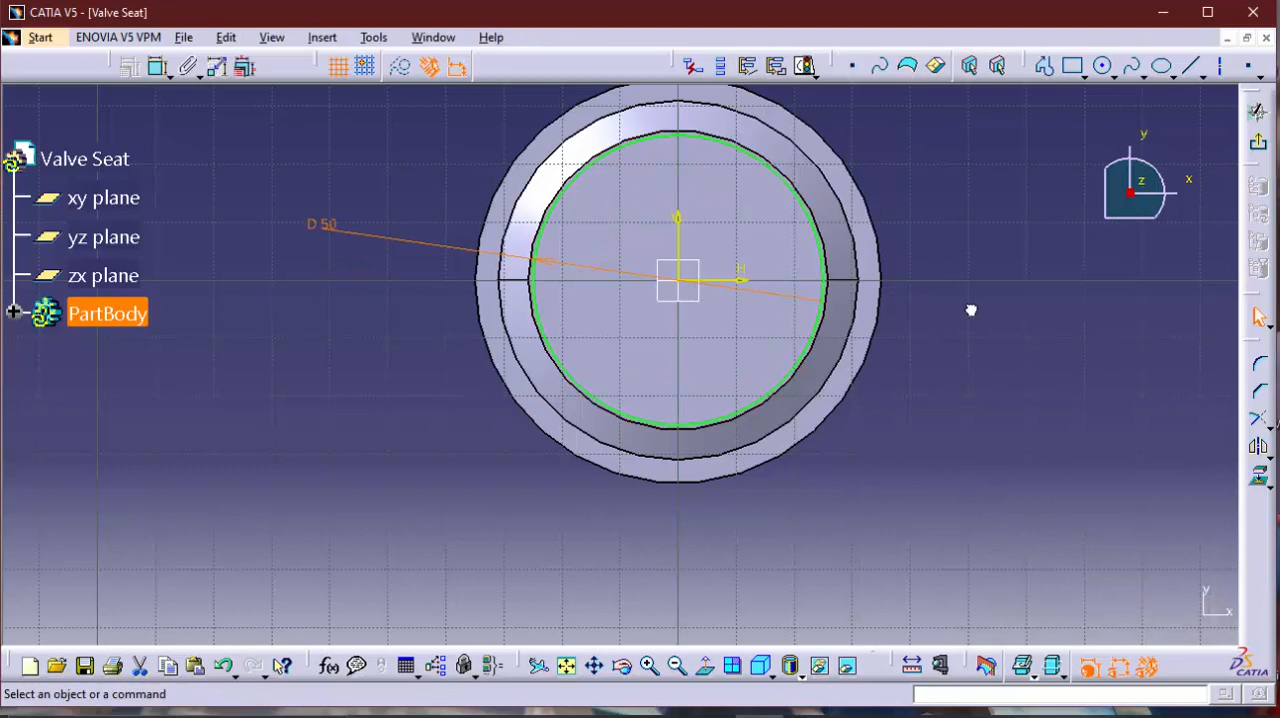 CATIA V5 - [Valve Seat]
Start ENOVIA V5 VPM File Edit View Insert Tools Window Help
Valve Seat
xy plane
yz plane
zx plane
PartBody
D 50
V
H
y
z x
y
x
f(x)
CATIA
Select an object or a command